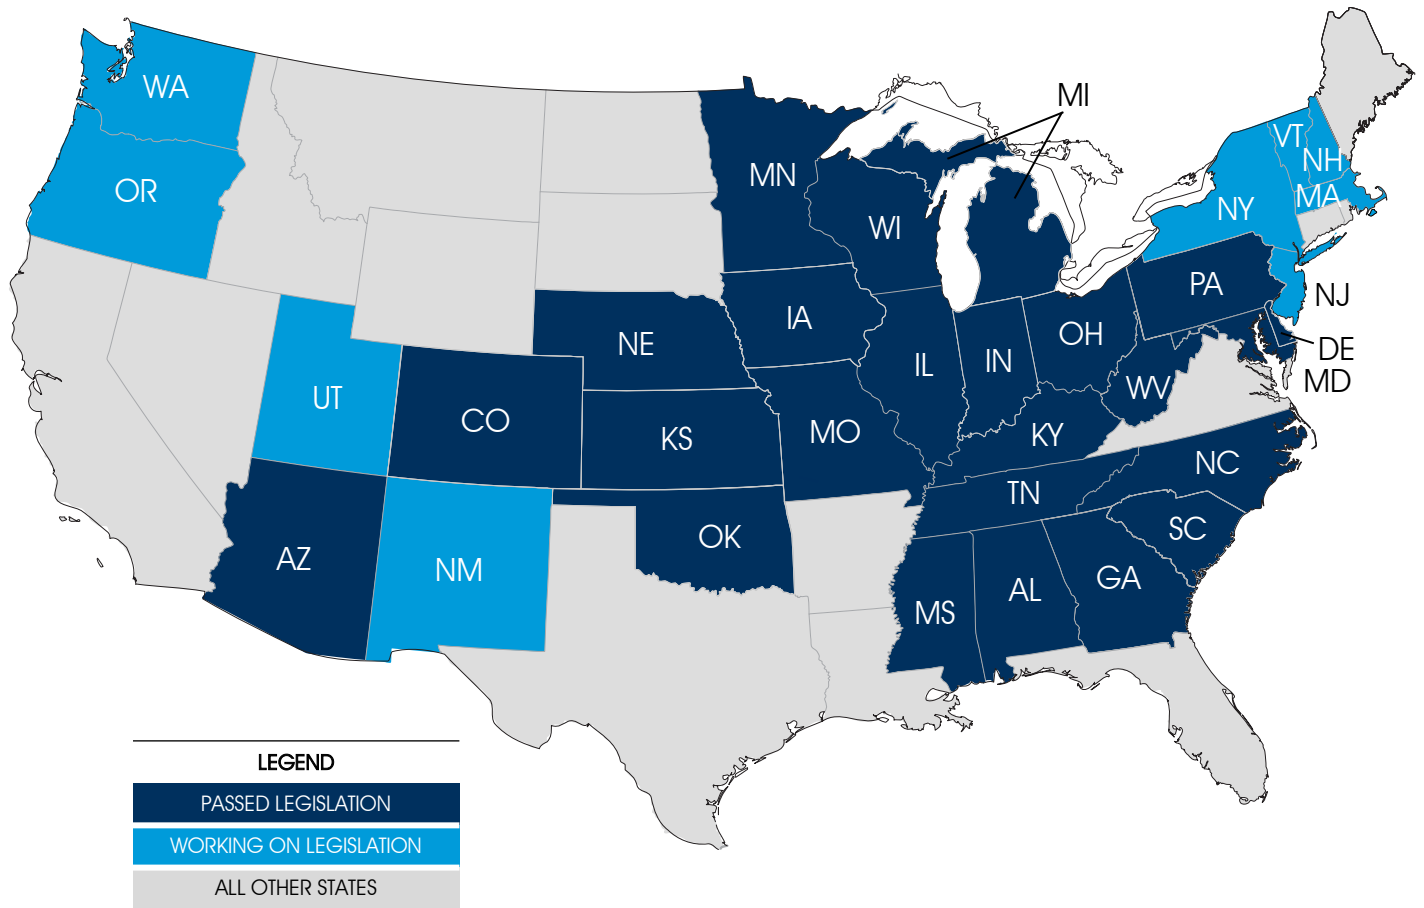 WA
MI
VT
NH
MN
OR
MA
NY
WI
PA
NJ
IA
OH
NE
DE
IL
IN
MD
WV
UT
CO
MO
KY
KS
NC
TN
SC
OK
AZ
NM
GA
AL
MS
LEGEND
PASSED LEGISLATION
WORKING ON LEGISLATION
ALL OTHER STATES